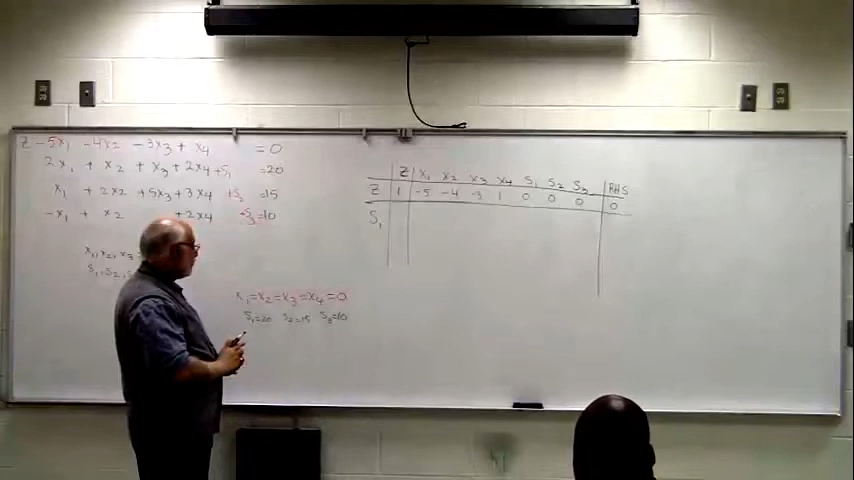 Z - 5x₁ - 4x₂ - 3x₃ + x₄ = 0
2x₁ + x₂ + x₃ + 2x₄ + S₁ = 20
x₁ + 2x₂ + 5x₃ + 3x₄ + S₂ = 15
-x₁ + x₂ + 2x₄ + S₃ = 10
x₁, x₂, x₃
S₁, S₂, S
x₁ = x₂ = x₃ = x₄ = 0
S₁=20 S₂=15 S₃=10
Z x₁ x₂ x₃ x₄ S₁ S₂ S₃ RHS
Z 1 -5 -4 -3 1 0 0 0 0
S₁